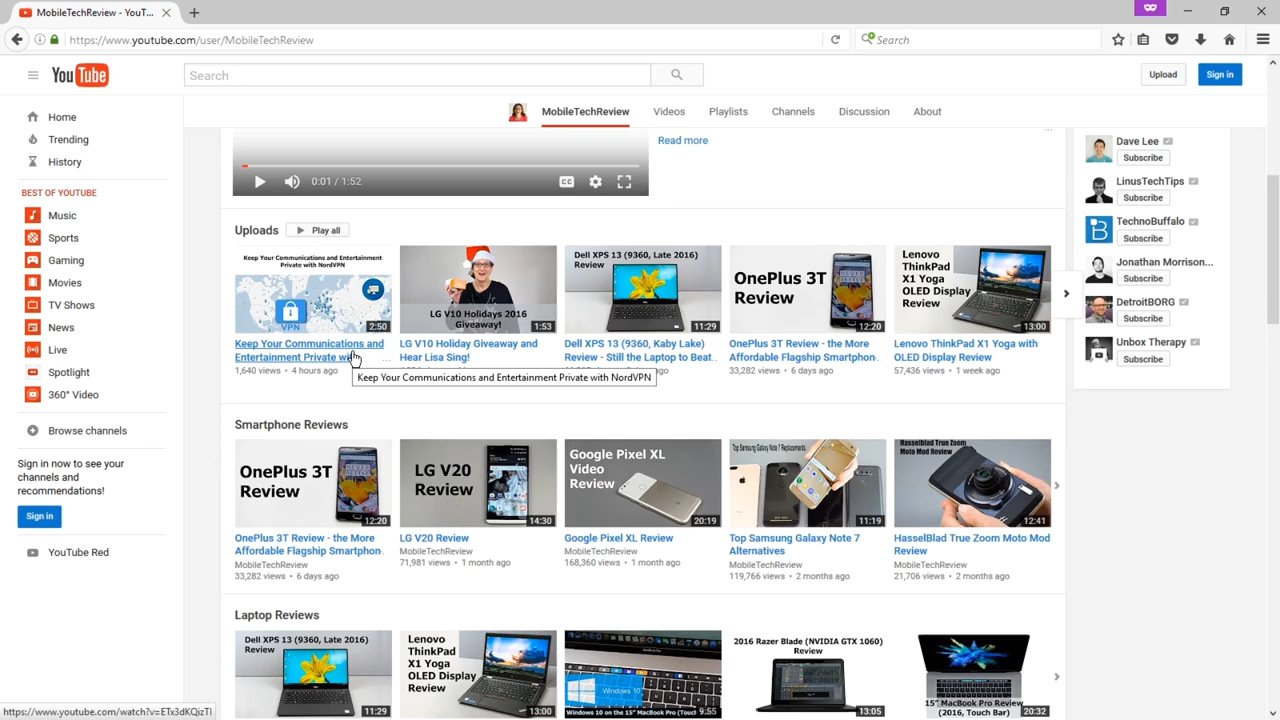 MobileTechReview - YouT...
https://www.youtube.com/user/MobileTechReview
Search
YouTube
Search
Upload
Sign in
Home
Trending
History
BEST OF YOUTUBE
Music
Sports
Gaming
Movies
TV Shows
News
Live
Spotlight
360° Video
Browse channels
Sign in now to see your
channels and
recommendations!
Sign in
YouTube Red
MobileTechReview
Videos
Playlists
Channels
Discussion
About
CC
0:01 / 1:52
Read more
Uploads
Play all
Keep Your Communications and Entertainment
Private with NordVPN
VPN
2:50
Keep Your Communications and
Entertainment Private
1,640 views • 4 hours ago
Keep Your Communications and Entertainment Private with NordVPN
LG V10 Holidays 2016
Giveaway!
1:53
LG V10 Holiday Giveaway and
Hear Lisa Sing!
Dell XPS 13 (9360, Late 2016)
Review
11:29
Dell XPS 13 (9360, Kaby Lake)
Review - Still the Laptop to Beat...
OnePlus 3T
Review
12:20
OnePlus 3T Review - the More
Affordable Flagship Smartphon...
33,282 views • 6 days ago
Lenovo
ThinkPad
X1 Yoga
OLED Display
Review
13:00
Lenovo ThinkPad X1 Yoga with
OLED Display Review
57,436 views • 1 week ago
Smartphone Reviews
OnePlus 3T
Review
12:20
OnePlus 3T Review - the More
Affordable Flagship Smartphon...
33,282 views • 6 days ago
LG V20
Review
14:30
LG V20 Review
MobileTechReview
71,981 views • 1 month ago
Google Pixel XL
Video
Review
20:19
Google Pixel XL Review
MobileTechReview
168,360 views • 1 month ago
Top Samsung Galaxy Note 7 Replacements
11:19
Top Samsung Galaxy Note 7
Alternatives
MobileTechReview
119,766 views • 2 months ago
Hasselblad True Zoom
Moto Mod Review
12:41
HasselBlad True Zoom Moto Mod
Review
MobileTechReview
21,706 views • 2 months ago
Laptop Reviews
Dell XPS 13 (9360, Late 2016)
Review
11:29
Lenovo
ThinkPad
X1 Yoga
OLED Display
Review
13:00
Windows 10
Windows 10 on the 15" MacBook Pro (Touch
9:55
2016 Razer Blade (NVIDIA GTX 1060)
Review
13:05
15" MacBook Pro Review
(2016, Touch Bar)
20:32
Dave Lee
Subscribe
LinusTechTips
Subscribe
TechnoBuffalo
Subscribe
Jonathan Morrison...
Subscribe
DetroitBORG
Subscribe
Unbox Therapy
Subscribe
https://www.youtube.com/watch?v=ETx3dKQizTI